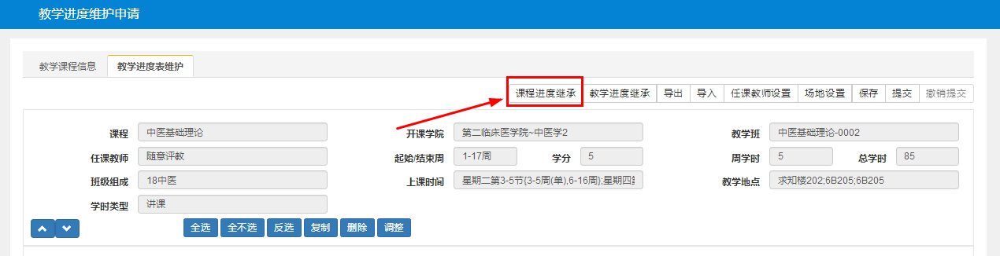 教学进度维护申请
教学课程信息 教学进度表维护
课程进度继承 教学进度继承 导出 导入 任课教师设置 场地设置 保存 提交 撤销提交
课程 中医基础理论 开课学院 第二临床医学院~中医学2 教学班 中医基础理论-0002
任课教师 随意评教 起始/结束周 1-17周 学分 5 周学时 5 总学时 85
班级组成 18中医 上课时间 星期二第3-5节{3-5周(单),6-16周};星期四第 教学地点 求知楼202;6B205;6B205
学时类型 讲课
全选 全不选 反选 复制 删除 调整